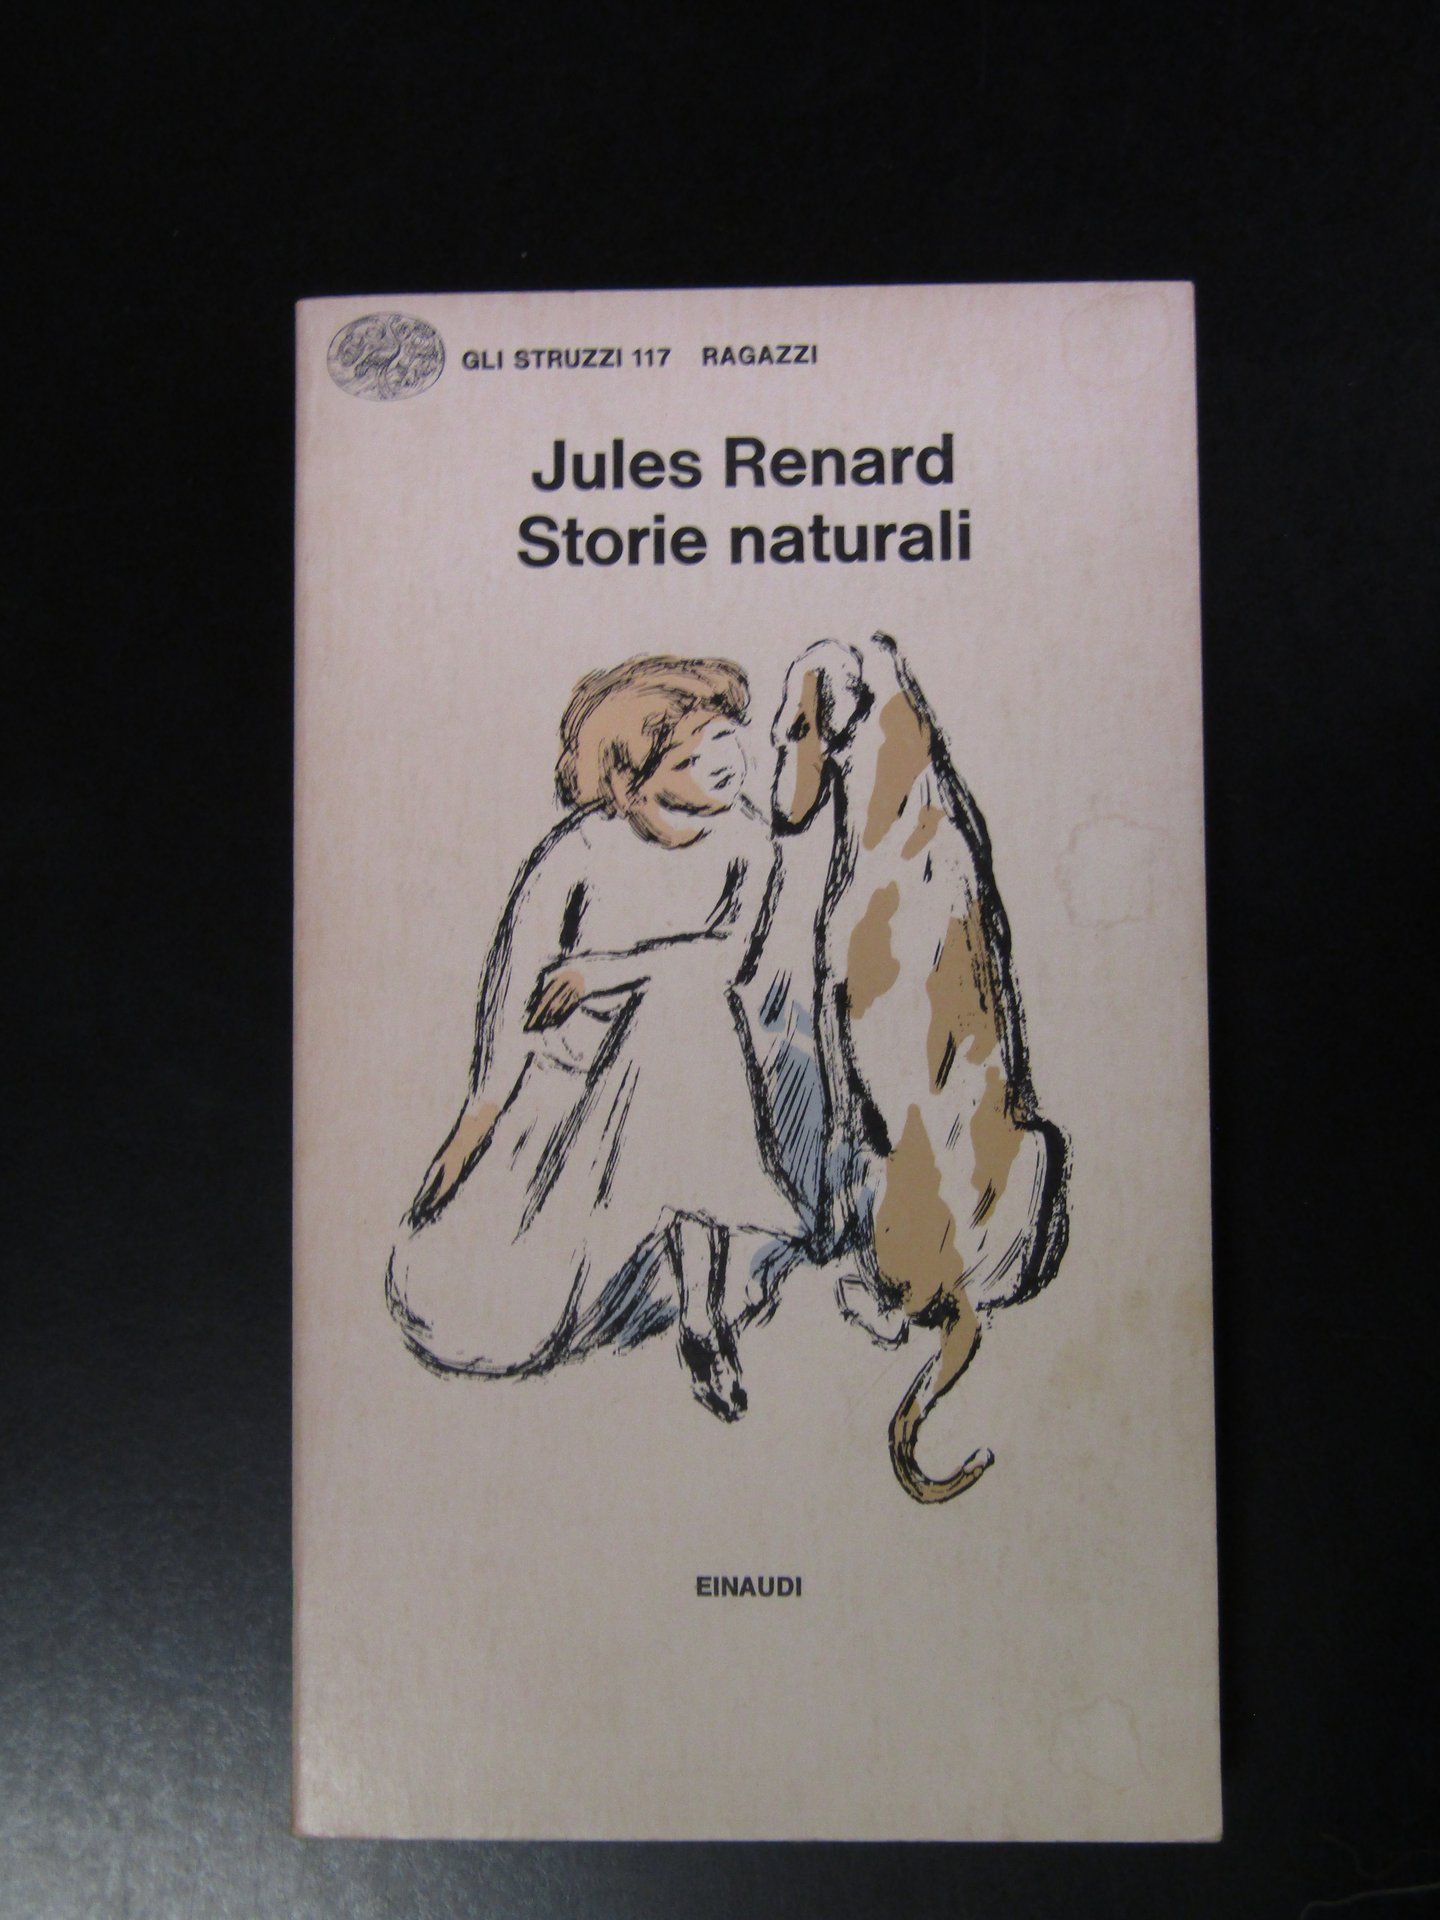 GLI STRUZZI 117 RAGAZZI
Jules Renard
Storie naturali
EINAUDI